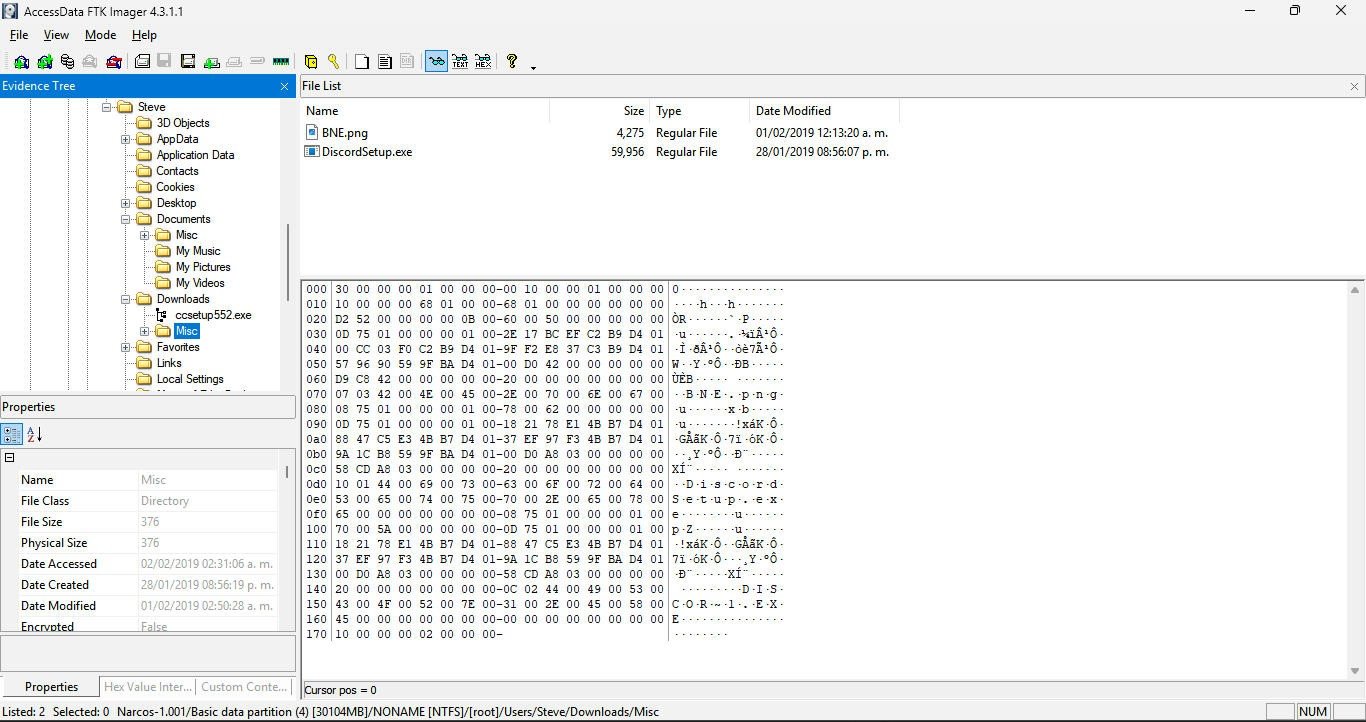 AccessData FTK Imager 4.3.1.1
File View Mode Help
Evidence Tree
Steve
3D Objects
AppData
Application Data
Contacts
Cookies
Desktop
Documents
Misc
My Music
My Pictures
My Videos
Downloads
ccsetup552.exe
Misc
Favorites
Links
Local Settings
Properties
Name Misc
File Class Directory
File Size 376
Physical Size 376
Date Accessed 02/02/2019 02:31:06 a. m.
Date Created 28/01/2019 08:56:19 p. m.
Date Modified 01/02/2019 02:50:28 a. m.
Encrypted False
Properties Hex Value Inter... Custom Conte...
File List
Name Size Type Date Modified
BNE.png 4,275 Regular File 01/02/2019 12:13:20 a. m.
DiscordSetup.exe 59,956 Regular File 28/01/2019 08:56:07 p. m.
000 30 00 00 00 01 00 00 00-00 10 00 00 01 00 00 00 0···············
010 10 00 00 00 68 01 00 00-68 01 00 00 00 00 00 00 ····h···h·······
020 D2 52 00 00 00 00 0B 00-60 00 50 00 00 00 00 00 ÒR······`·P·····
030 0D 75 01 00 00 00 01 00-2E 17 BC EF C2 B9 D4 01 ·u······.·¼ïÂ¹Ô·
040 00 CC 03 F0 C2 B9 D4 01-9F F2 E8 37 C3 B9 D4 01 ·Ì·ðÂ¹Ô··òè7Ã¹Ô·
050 57 96 90 59 9F BA D4 01-00 D0 42 00 00 00 00 00 W··Y·ºÔ··ÐB·····
060 D9 C8 42 00 00 00 00 00-20 00 00 00 00 00 00 00 ÙÈB····· ·······
070 07 03 42 00 4E 00 45 00-2E 00 70 00 6E 00 67 00 ··B·N·E·.·p·n·g·
080 08 75 01 00 00 00 01 00-78 00 62 00 00 00 00 00 ·u······x·b·····
090 0D 75 01 00 00 00 01 00-18 21 78 E1 4B B7 D4 01 ·u·······!xáK·Ô·
0a0 88 47 C5 E3 4B B7 D4 01-37 EF 97 F3 4B B7 D4 01 ·GÅãK·Ô·7ï·óK·Ô·
0b0 9A 1C B8 59 9F BA D4 01-00 D0 A8 03 00 00 00 00 ··¸Y·ºÔ··Ð¨·····
0c0 58 CD A8 03 00 00 00 00-20 00 00 00 00 00 00 00 XÍ¨····· ·······
0d0 10 01 44 00 69 00 73 00-63 00 6F 00 72 00 64 00 ··D·i·s·c·o·r·d·
0e0 53 00 65 00 74 00 75 00-70 00 2E 00 65 00 78 00 S·e·t·u·p·.·e·x·
0f0 65 00 00 00 00 00 00 00-08 75 01 00 00 00 01 00 e········u······
100 70 00 5A 00 00 00 00 00-0D 75 01 00 00 00 01 00 p·Z······u······
110 18 21 78 E1 4B B7 D4 01-88 47 C5 E3 4B B7 D4 01 ·!xáK·Ô··GÅãK·Ô·
120 37 EF 97 F3 4B B7 D4 01-9A 1C B8 59 9F BA D4 01 7ï·óK·Ô···¸Y·ºÔ·
130 00 D0 A8 03 00 00 00 00-58 CD A8 03 00 00 00 00 ·Ð¨·····XÍ¨·····
140 20 00 00 00 00 00 00 00-0C 02 44 00 49 00 53 00  ·········D·I·S·
150 43 00 4F 00 52 00 7E 00-31 00 2E 00 45 00 58 00 C·O·R·~·1·.·E·X·
160 45 00 00 00 00 00 00 00-00 00 00 00 00 00 00 00 E···············
170 10 00 00 00 02 00 00 00- ········
Cursor pos = 0
Listed: 2 Selected: 0 Narcos-1.001/Basic data partition (4) [30104MB]/NONAME [NTFS]/[root]/Users/Steve/Downloads/Misc NUM